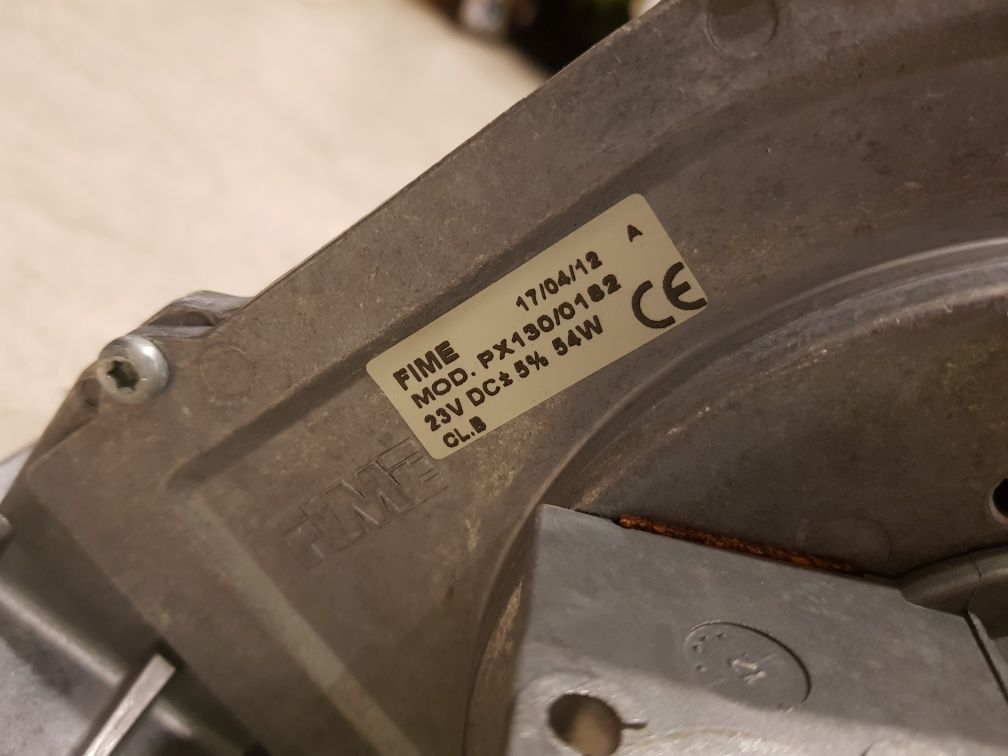 17/04/12 A
FIME
MOD. PX130/0182
23V DC ± 5% 54W
CL.B
CE
FIME